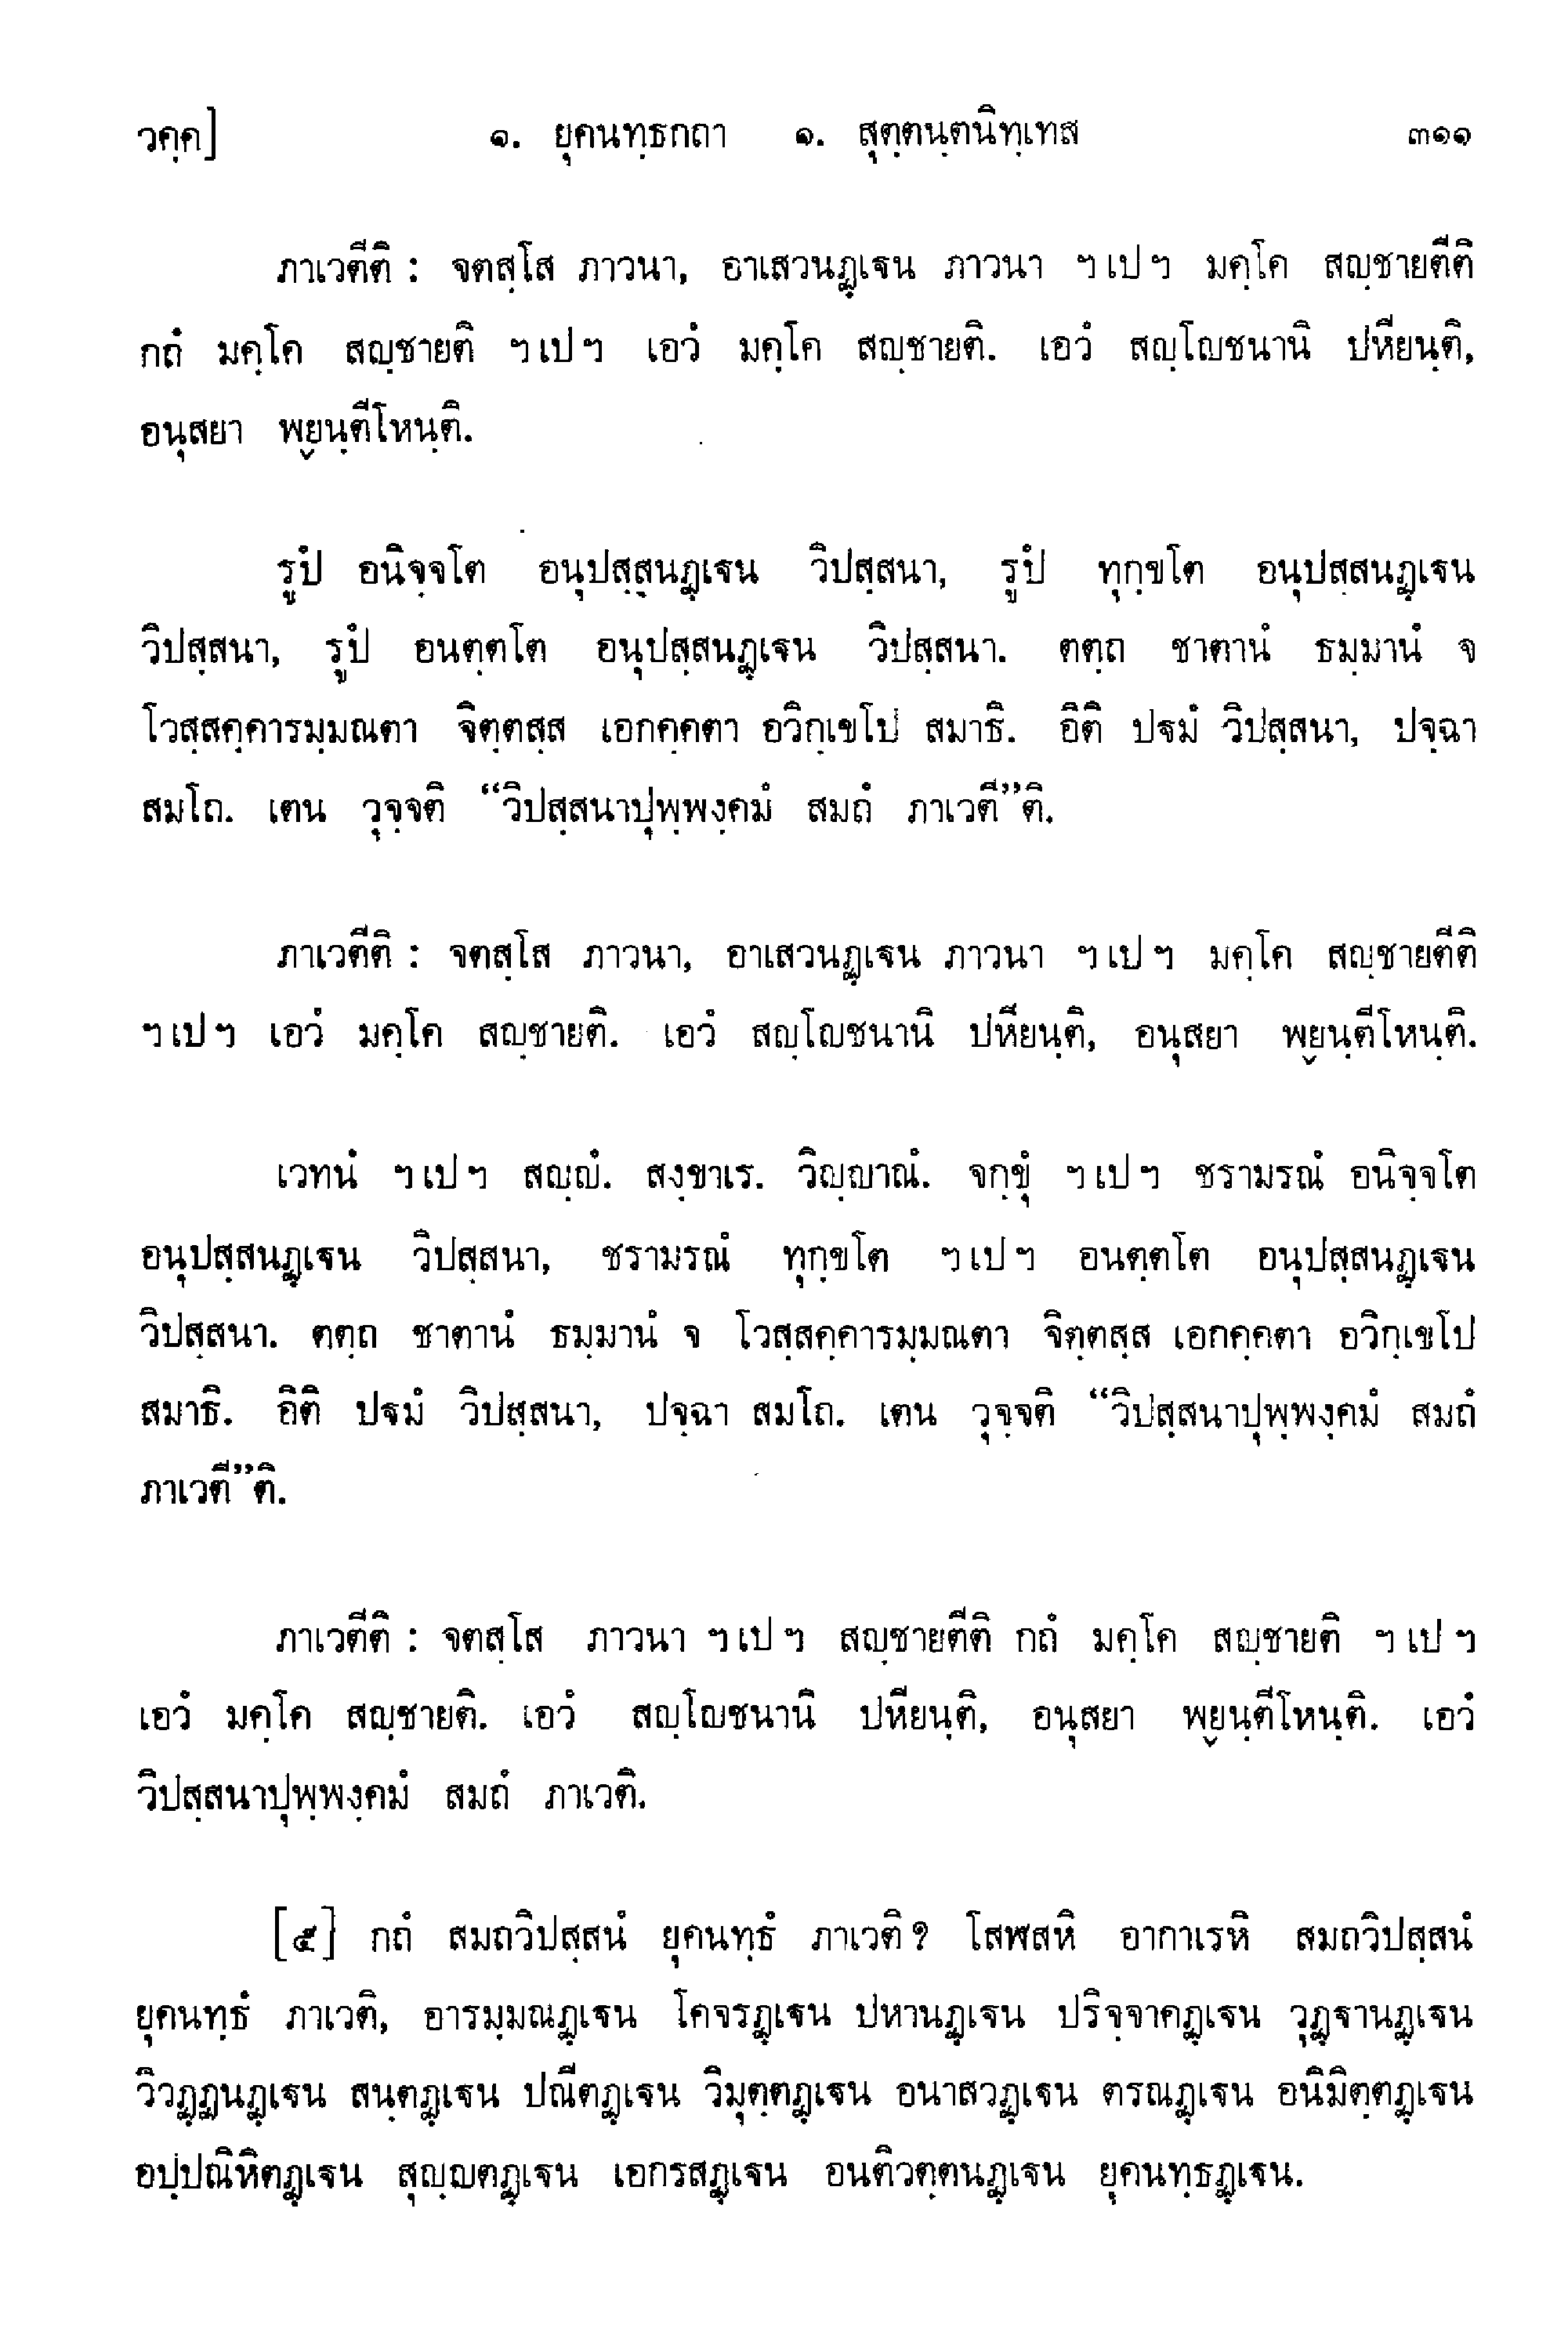 วคฺค]	๑. ยุคนทฺธกถา ๑. สุตฺตนฺตนิทฺเทส	๓๑๑
ภาเวตีติ : จตสฺโส ภาวนา, อาเสวนฏฺเฐน ภาวนา ฯ เป ฯ มคฺโค สญฺชายตีติ
กถํ มคฺโค สญฺชายติ ฯ เป ฯ เอวํ มคฺโค สญฺชายติ. เอวํ สญฺโญชนานิ ปหียนฺติ,
อนุสยา พฺยนฺตีโหนฺติ.
รูปํ อนิจฺจโต อนุปสฺสนฏฺเฐน วิปสฺสนา, รูปํ ทุกฺขโต อนุปสฺสนฏฺเฐน
วิปสฺสนา, รูปํ อนตฺตโต อนุปสฺสนฏฺเฐน วิปสฺสนา. ตตฺถ ชาตานํ ธมฺมานํ จ
โวสฺสคฺคารมฺมณตา จิตฺตสฺส เอกคฺคตา อวิกฺเขโป สมาธิ. อิติ ปฐมํ วิปสฺสนา, ปจฺฉา
สมโถ. เตน วุจฺจติ “วิปสฺสนาปุพฺพงฺคมํ สมถํ ภาเวตี”ติ.
ภาเวตีติ : จตสฺโส ภาวนา, อาเสวนฏฺเฐน ภาวนา ฯ เป ฯ มคฺโค สญฺชายตีติ
ฯ เป ฯ เอวํ มคฺโค สญฺชายติ. เอวํ สญฺโญชนานิ ปหียนฺติ, อนุสยา พฺยนฺตีโหนฺติ.
เวทนํ ฯ เป ฯ สญฺญํ. สงฺขาเร. วิญฺญาณํ. จกฺขุํ ฯ เป ฯ ชรามรณํ อนิจฺจโต
อนุปสฺสนฏฺเฐน วิปสฺสนา, ชรามรณํ ทุกฺขโต ฯ เป ฯ อนตฺตโต อนุปสฺสนฏฺเฐน
วิปสฺสนา. ตตฺถ ชาตานํ ธมฺมานํ จ โวสฺสคฺคารมฺมณตา จิตฺตสฺส เอกคฺคตา อวิกฺเขโป
สมาธิ. อิติ ปฐมํ วิปสฺสนา, ปจฺฉา สมโถ. เตน วุจฺจติ “วิปสฺสนาปุพฺพงฺคมํ สมถํ
ภาเวตี”ติ.
ภาเวตีติ : จตสฺโส ภาวนา ฯ เป ฯ สญฺชายตีติ กถํ มคฺโค สญฺชายติ ฯ เป ฯ
เอวํ มคฺโค สญฺชายติ. เอวํ สญฺโญชนานิ ปหียนฺติ, อนุสยา พฺยนฺตีโหนฺติ. เอวํ
วิปสฺสนาปุพฺพงฺคมํ สมถํ ภาเวติ.
[๕] กถํ สมถวิปสฺสนํ ยุคนทฺธํ ภาเวติ ? โสฬสหิ อากาเรหิ สมถวิปสฺสนํ
ยุคนทฺธํ ภาเวติ, อารมฺมณฏฺเฐน โคจรฏฺเฐน ปหานฏฺเฐน ปริจฺจาคฏฺเฐน วุฏฺฐานฏฺเฐน
วิวฏฺฏนฏฺเฐน สนฺตฏฺเฐน ปณีตฏฺเฐน วิมุตฺตฏฺเฐน อนาสวฏฺเฐน ตรณฏฺเฐน อนิมิตฺตฏฺเฐน
อปฺปณิหิตฏฺเฐน สุญฺญตฏฺเฐน เอกรสฏฺเฐน อนติวตฺตนฏฺเฐน ยุคนทฺธฏฺเฐน.